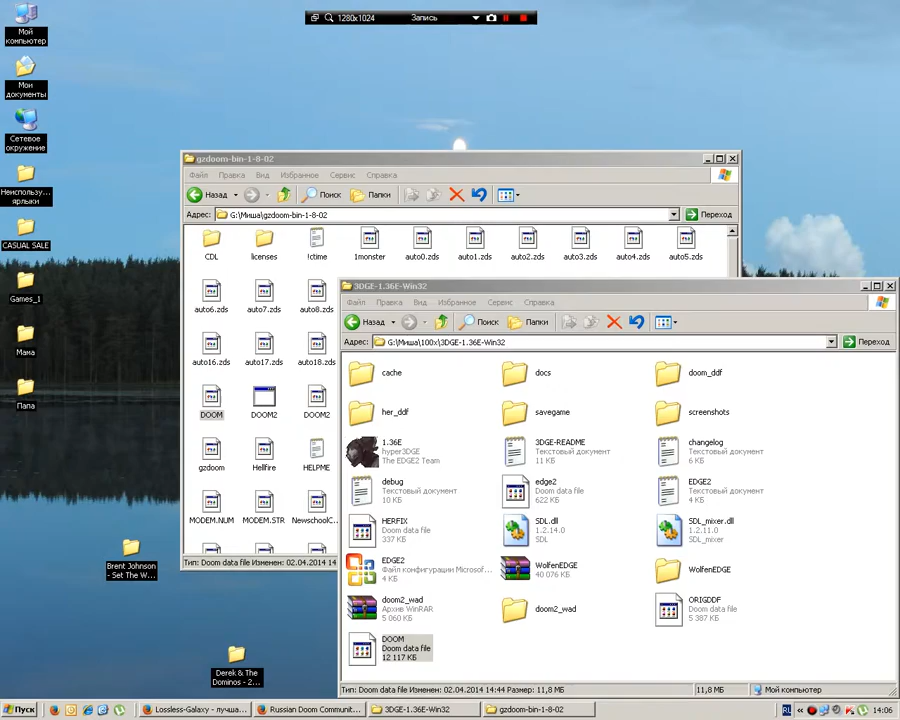 1280x1024 Запись
Мой
компьютер
Мои
документы
Сетевое
окружение
Неиспользу...
ярлыки
CASUAL SALE
Games_1
Мама
Папа
Brent Johnson
- Set The W...
Derek & The
Dominos - 2...
gzdoom-bin-1-8-02
Файл Правка Вид Избранное Сервис Справка
Назад Поиск Папки
Адрес: G:\Миша\gzdoom-bin-1-8-02 Переход
CDL licenses !ctime 1monster auto0.zds auto1.zds auto2.zds auto3.zds auto4.zds auto5.zds
auto6.zds auto7.zds auto8.zds
auto16.zds auto17.zds auto18.zds
DOOM DOOM2 DOOM2
gzdoom Hellfire HELPME
MODEM.NUM MODEM.STR NewschoolC...
Тип: Doom data file Изменен: 02.04.2014 14
3DGE-1.36E-Win32
Файл Правка Вид Избранное Сервис Справка
Назад Поиск Папки
Адрес: G:\Миша\100x\3DGE-1.36E-Win32 Переход
cache docs doom_ddf
her_ddf savegame screenshots
1.36E
hyper3DGE
The EDGE2 Team
3DGE-README
Текстовый документ
11 КБ
changelog
Текстовый документ
6 КБ
debug
Текстовый документ
10 КБ
edge2
Doom data file
622 КБ
EDGE2
Текстовый документ
4 КБ
HERFIX
Doom data file
337 КБ
SDL.dll
1.2.14.0
SDL
SDL_mixer.dll
1.2.11.0
SDL_mixer
EDGE2
Файл конфигурации Microsof...
4 КБ
WolfenEDGE
40 076 КБ
WolfenEDGE
doom2_wad
Архив WinRAR
5 060 КБ
doom2_wad
ORIGDDF
Doom data file
5 387 КБ
DOOM
Doom data file
12 117 КБ
Тип: Doom data file Изменен: 02.04.2014 14:44 Размер: 11,8 МБ 11,8 МБ Мой компьютер
Пуск Lossless-Galaxy - лучша... Russian Doom Communit... 3DGE-1.36E-Win32 gzdoom-bin-1-8-02 RL 14:06